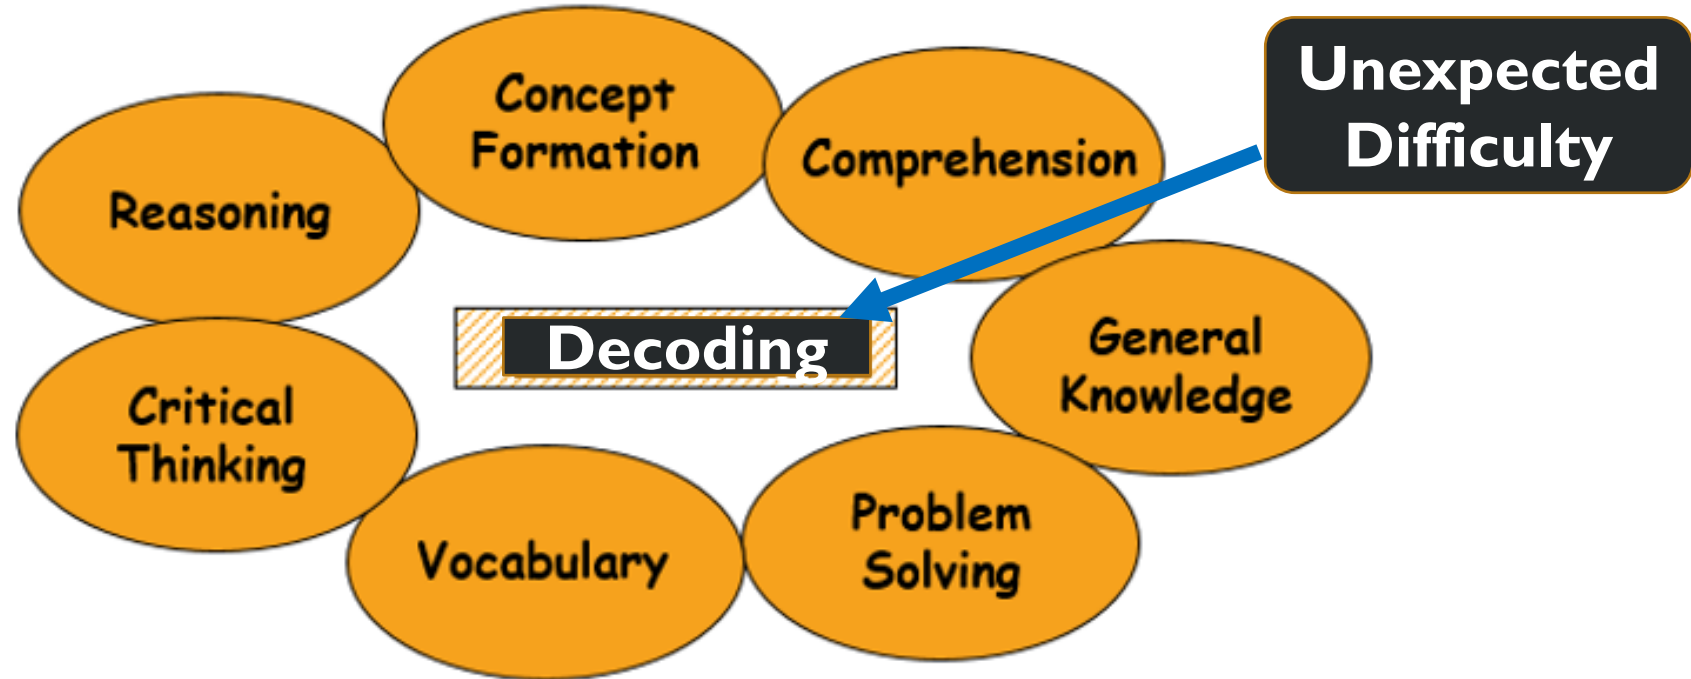 Concept
Formation
Comprehension
Unexpected
Difficulty
Reasoning
Decoding
General
Knowledge
Critical
Thinking
Vocabulary
Problem
Solving